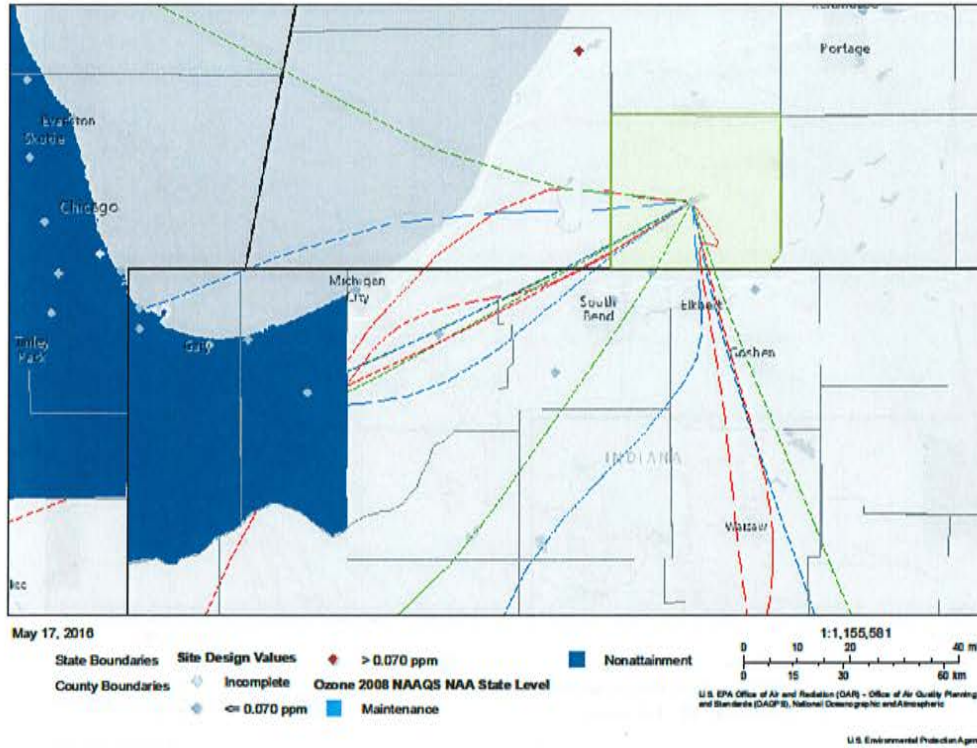 Portage
Evanston
Skokie
Chicago
Michigan
City
South
Bend
Elkhart
Gary
Tinley
Park
Goshen
INDIANA
Warsaw
May 17, 2016
1:1,155,581
State Boundaries
Site Design Values
> 0.070 ppm
Nonattainment
0 10 20 40 mi
0 15 30 60 km
County Boundaries
Incomplete
Ozone 2008 NAAQS NAA State Level
<= 0.070 ppm
Maintenance
U.S. EPA Office of Air and Radiation (OAR) - Office of Air Quality Planning
and Standards (OAQPS), National Oceanographic and Atmospheric
U.S. Environmental Protection Agen